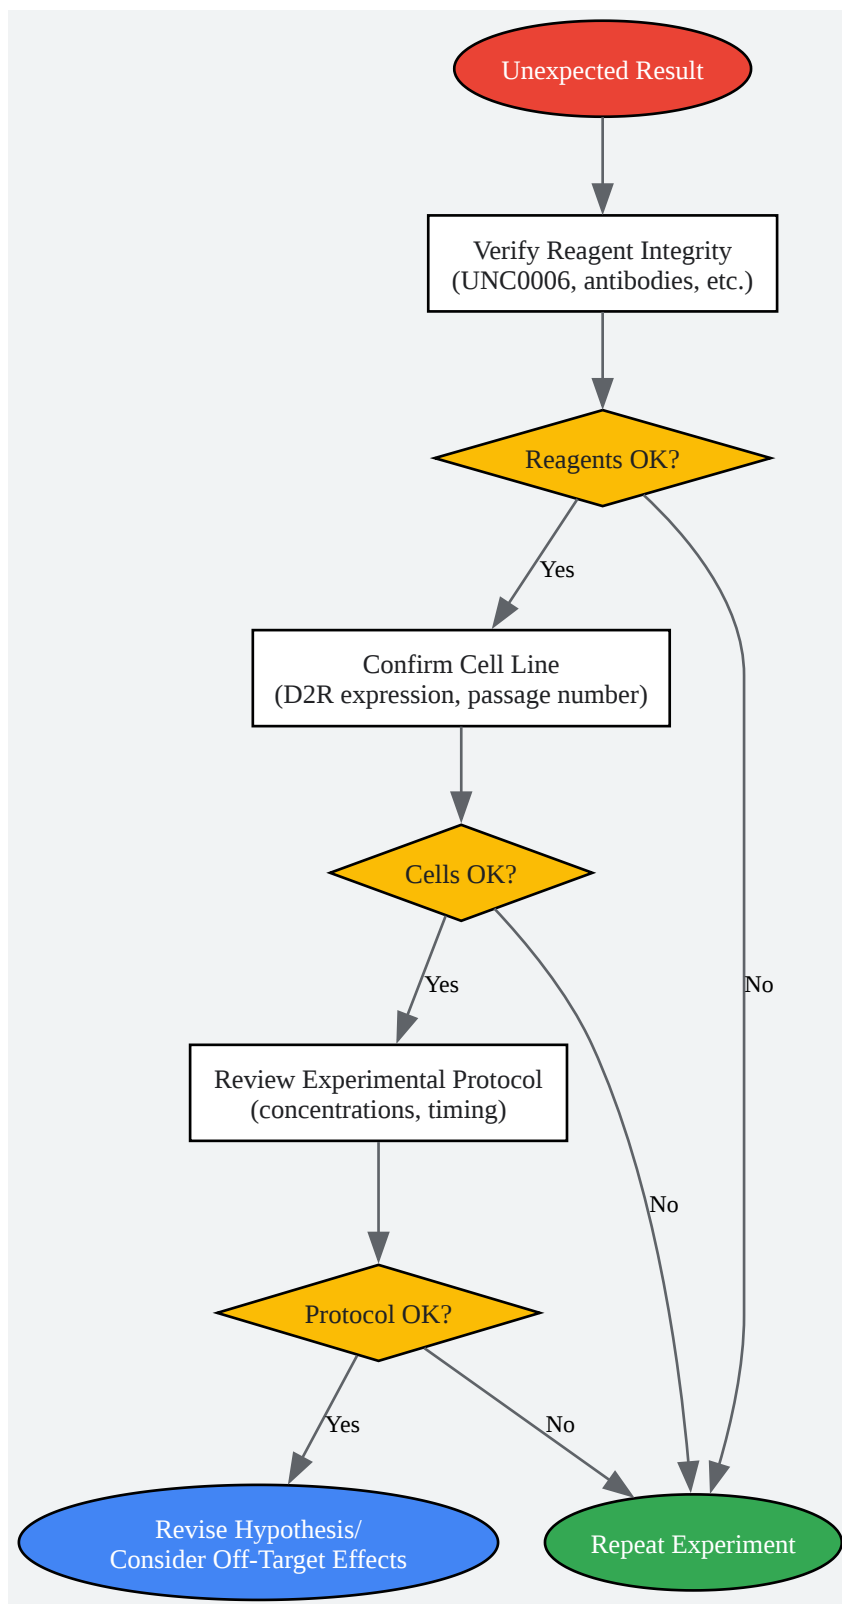 Unexpected Result
Verify Reagent Integrity
(UNC0006, antibodies, etc.)
Reagents OK?
Yes
Confirm Cell Line
(D2R expression, passage number)
Cells OK?
Yes
No
Review Experimental Protocol
(concentrations, timing)
No
Protocol OK?
Yes
No
Revise Hypothesis/
Consider Off-Target Effects
Repeat Experiment